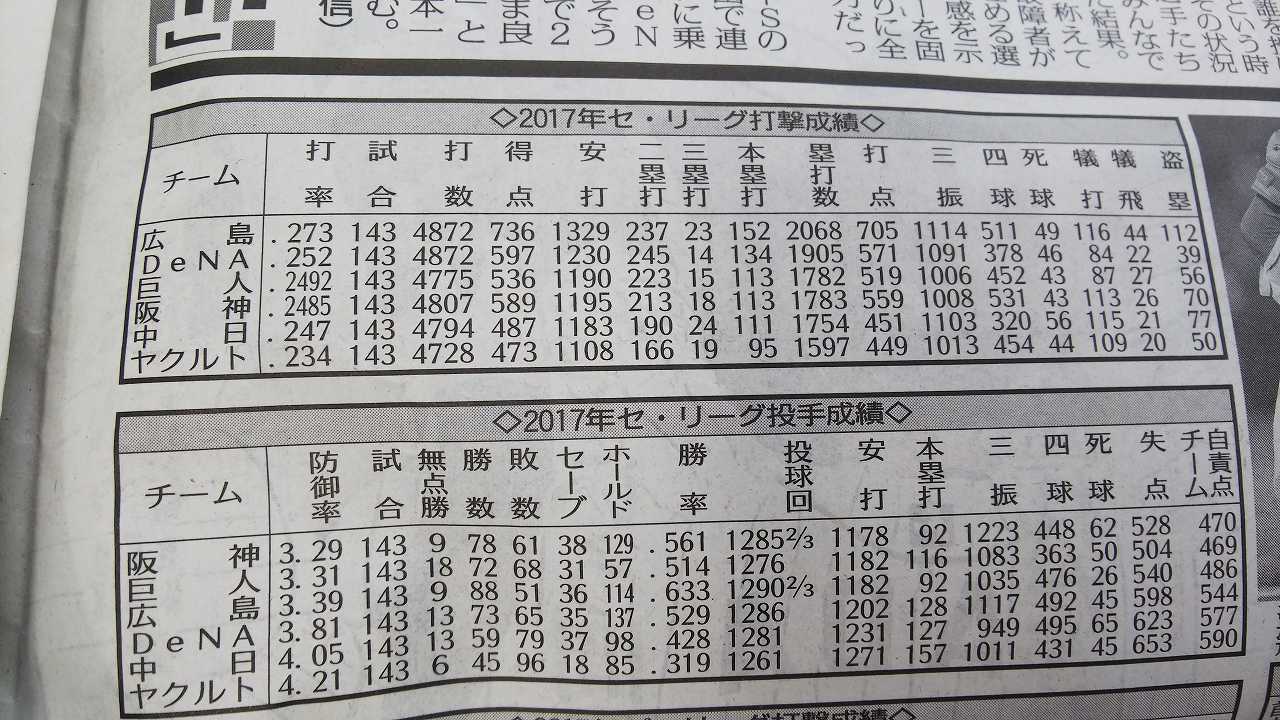 TSの
信）
◇2017年セ・リーグ打撃成績◇
チーム 打率 試合 打数 得点 安打 二塁打 三塁打 本塁打 塁打数 打点 三振 四球 死球 犠打 犠飛 盗塁
広島 .273 143 4872 736 1329 237 23 152 2068 705 1114 511 49 116 44 112
DeNA .252 143 4872 597 1230 245 14 134 1905 571 1091 378 46 84 22 39
巨人 .2492 143 4775 536 1190 223 15 113 1782 519 1006 452 43 87 27 56
阪神 .2485 143 4807 589 1195 213 18 113 1783 559 1008 531 43 113 26 70
中日 .247 143 4794 487 1183 190 24 111 1754 451 1103 320 56 115 21 77
ヤクルト .234 143 4728 473 1108 166 19 95 1597 449 1013 454 44 109 20 50
◇2017年セ・リーグ投手成績◇
チーム 防御率 試合 無点勝 勝数 敗数 セーブ ホールド 勝率 投球回 安打 本塁打 三振 四球 死球 失点 チーム自責点
阪神 3.29 143 9 78 61 38 129 .561 1285⅔ 1178 92 1223 448 62 528 470
巨人 3.31 143 18 72 68 31 57 .514 1276 1182 116 1083 363 50 504 469
広島 3.39 143 9 88 51 36 114 .633 1290⅔ 1182 92 1035 476 26 540 486
DeNA 3.81 143 13 73 65 35 137 .529 1286 1202 128 1117 492 45 598 544
中日 4.05 143 13 59 79 37 98 .428 1281 1231 127 949 495 65 623 577
ヤクルト 4.21 143 6 45 96 18 85 .319 1261 1271 157 1011 431 45 653 590